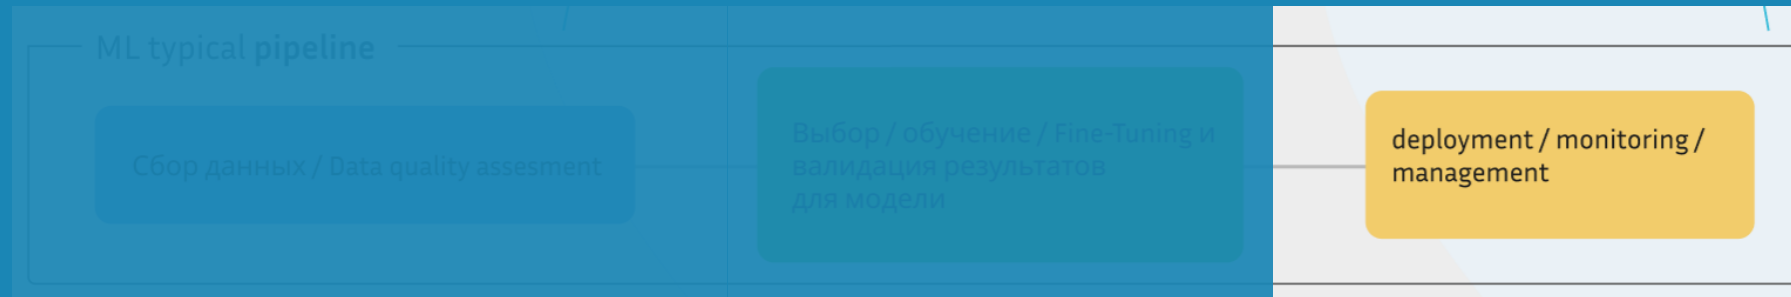 ML typical pipeline
Сбор данных / Data quality assesment
Выбор / обучение / Fine-Tuning и
валидация результатов
для модели
deployment / monitoring /
management